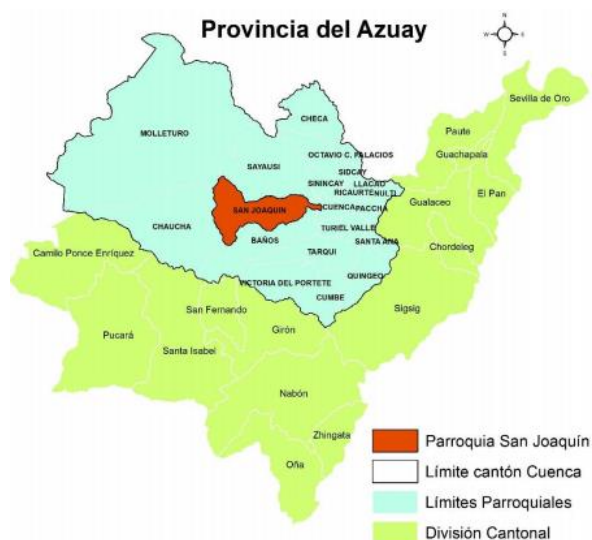 Provincia del Azuay
N
W
E
S
Sevilla de Oro
CHECA
MOLLETURO
Paute
OCTAVIO C. PALACIOS
Guachapala
SAYAUSI
SIDCAY
SININCAY
LLACAO
RICAURTE
NULTI
El Pan
Gualaceo
SAN JOAQUIN
CUENCA
PACCHA
CHAUCHA
TURI
EL VALLE
BAÑOS
SANTA ANA
Chordeleg
Camilo Ponce Enríquez
TARQUI
QUINGEO
VICTORIA DEL PORTETE
CUMBE
San Fernando
Sigsig
Girón
Pucará
Santa Isabel
Nabón
Zhingata
Oña
Parroquia San Joaquín
Límite cantón Cuenca
Límites Parroquiales
División Cantonal